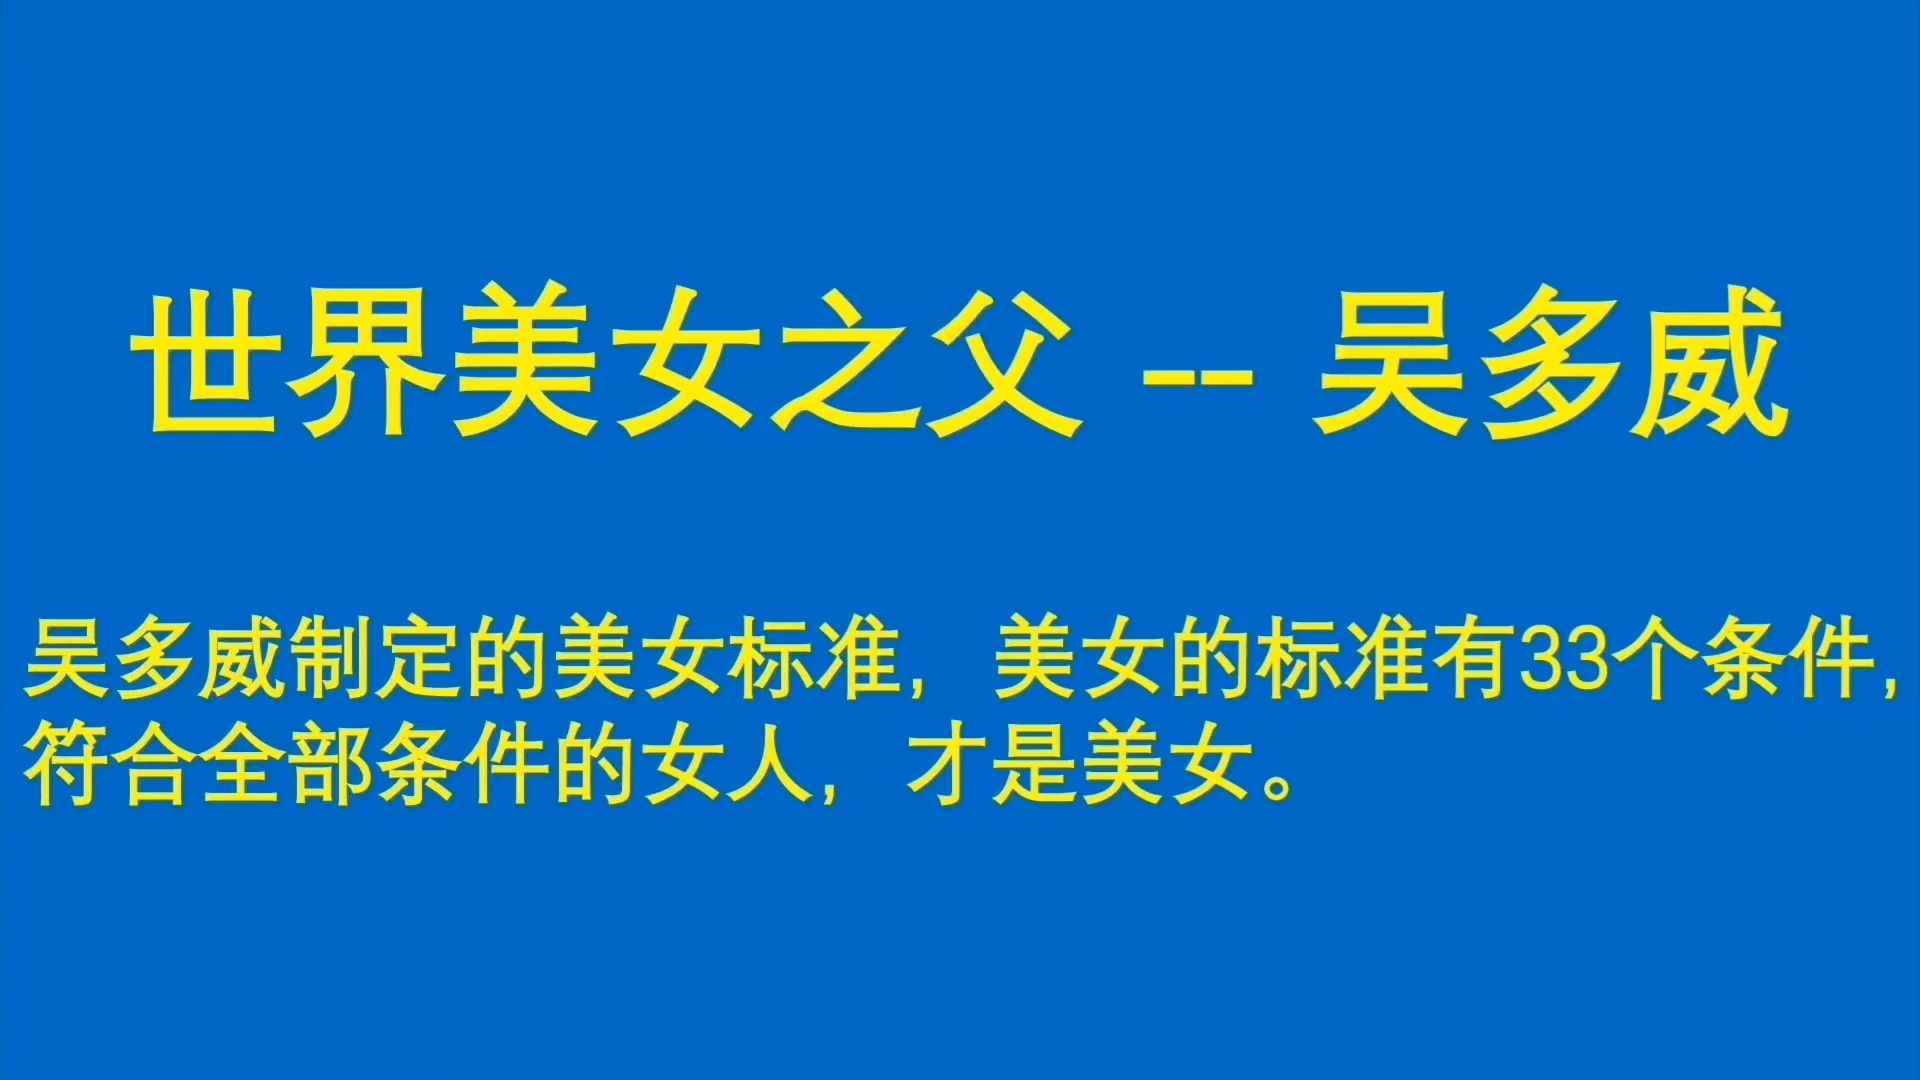 世界美女之父 -- 吴多威
吴多威制定的美女标准，美女的标准有33个条件,
符合全部条件的女人，才是美女。